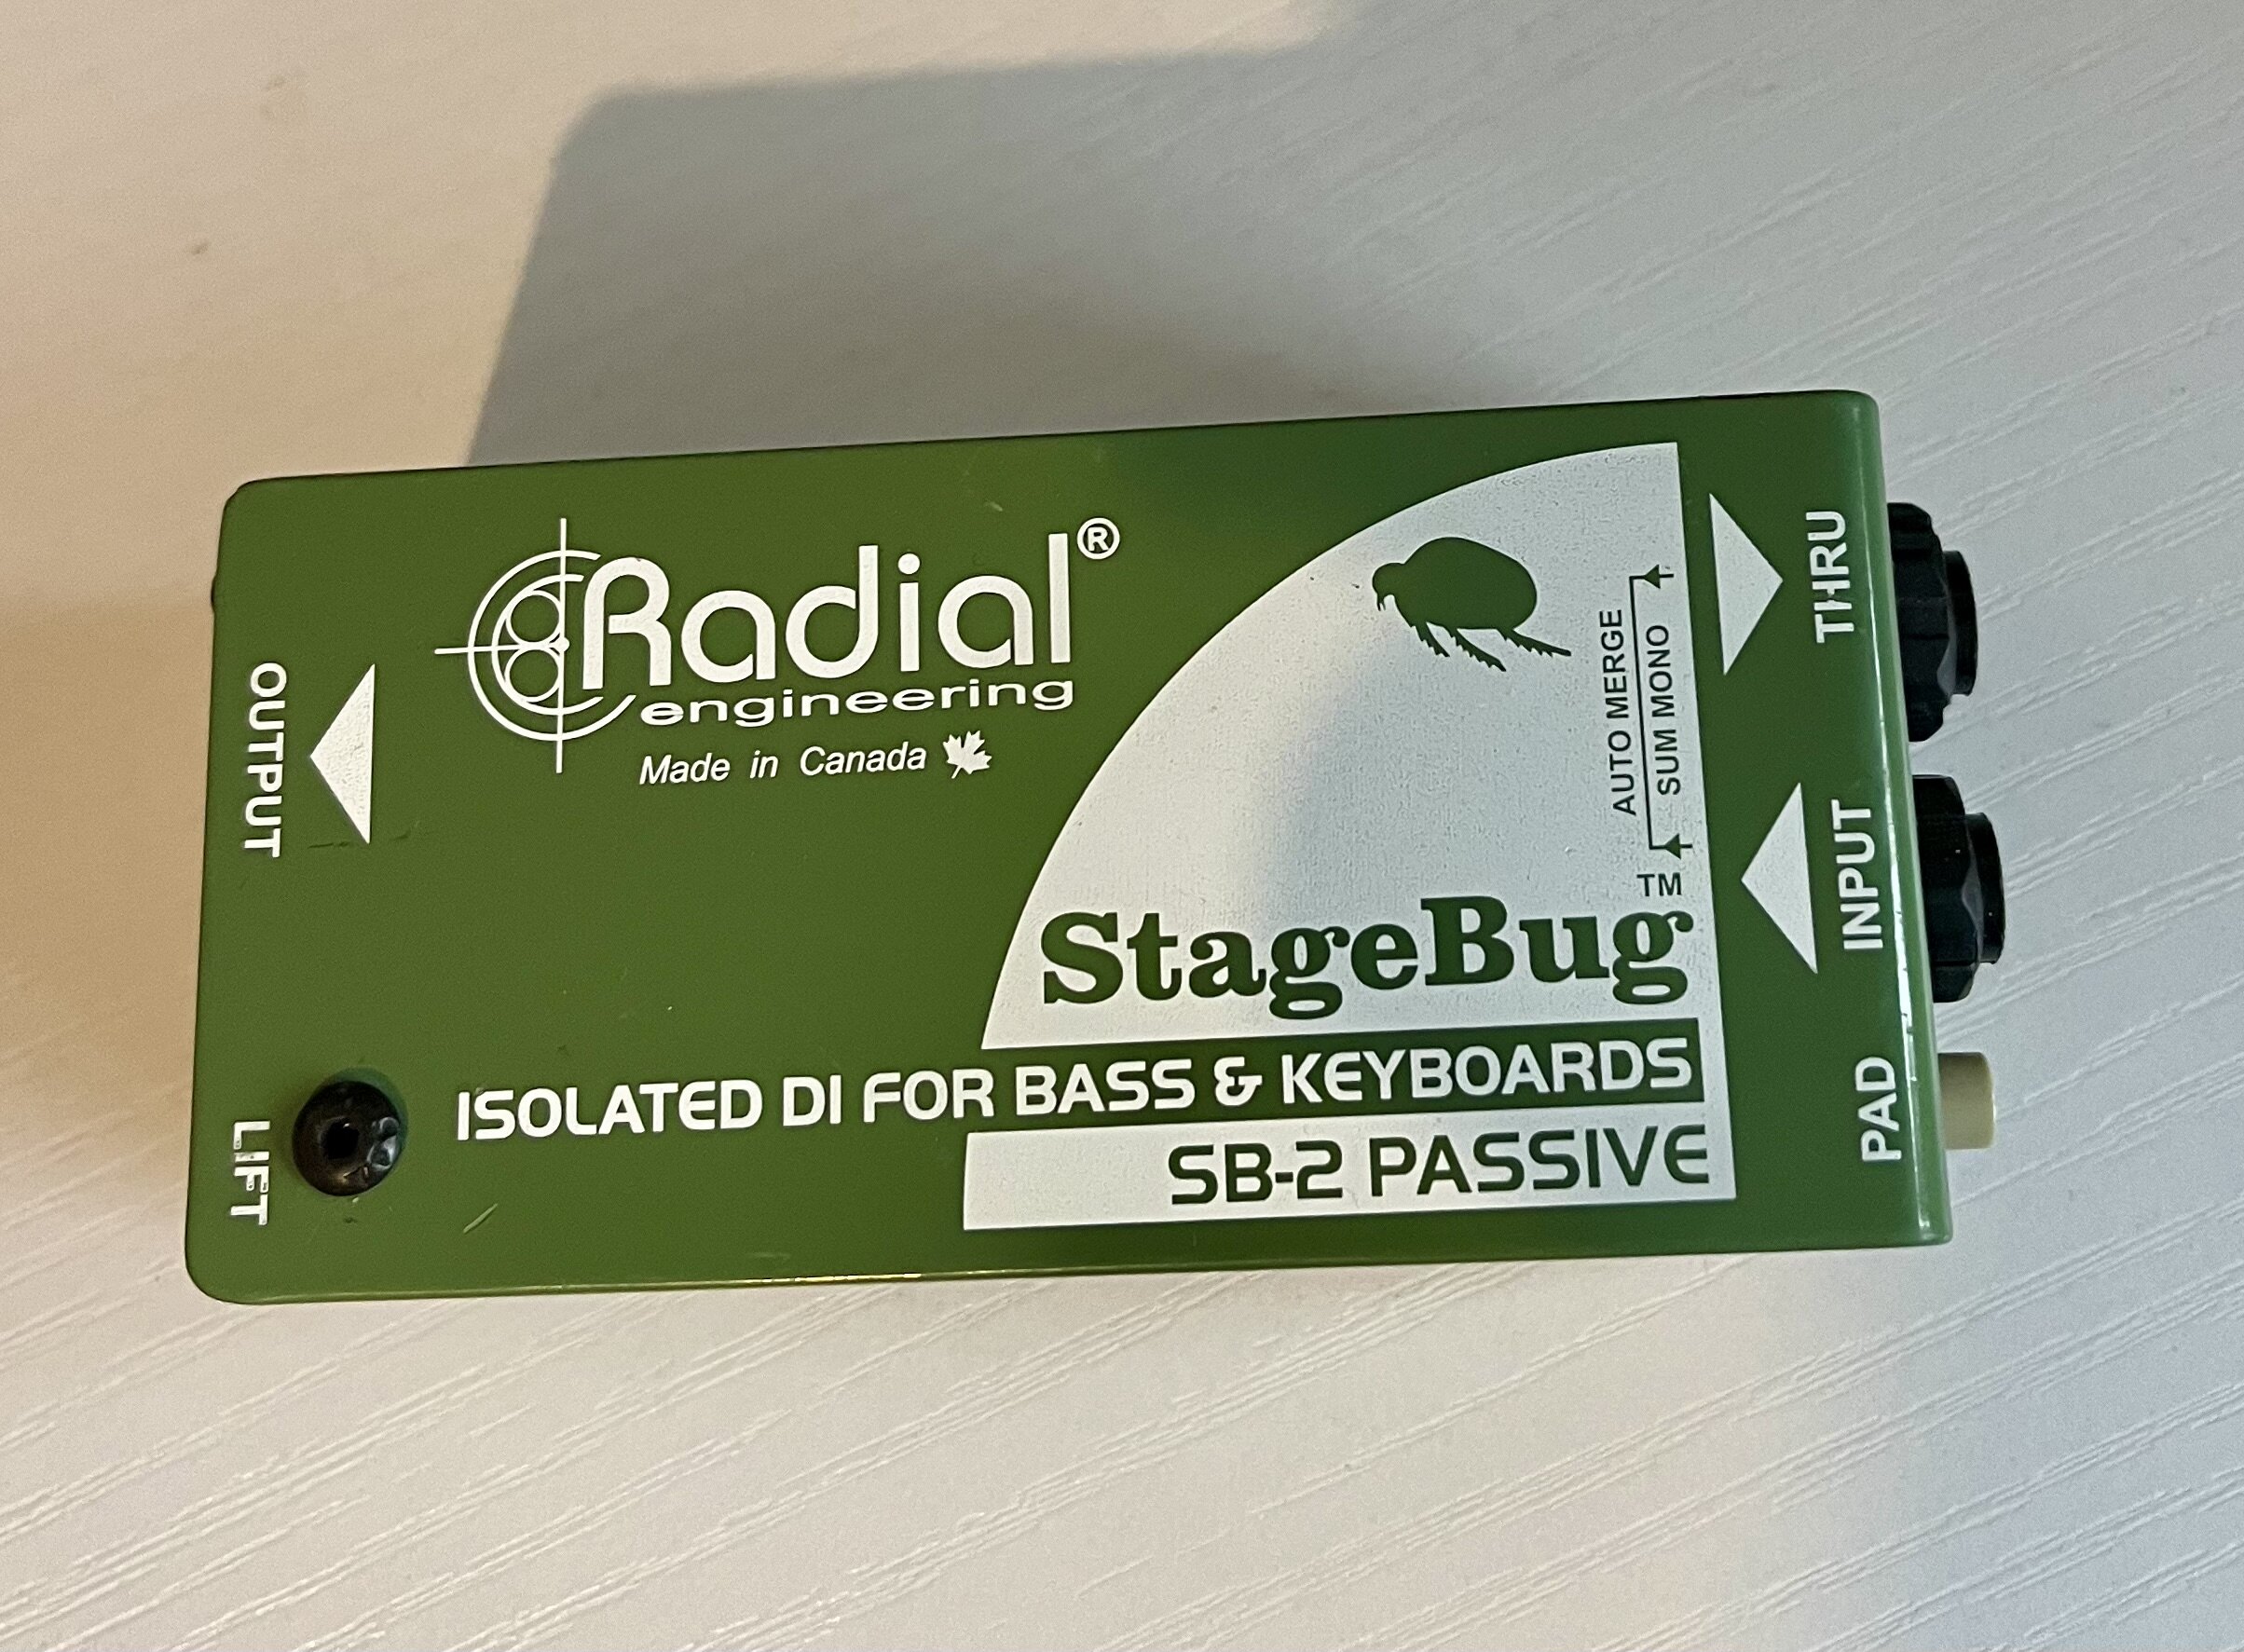 Radial®
engineering
Made in Canada
OUTPUT
LIFT
THRU
INPUT
PAD
AUTO MERGE
SUM MONO
StageBug™
ISOLATED DI FOR BASS & KEYBOARDS
SB-2 PASSIVE